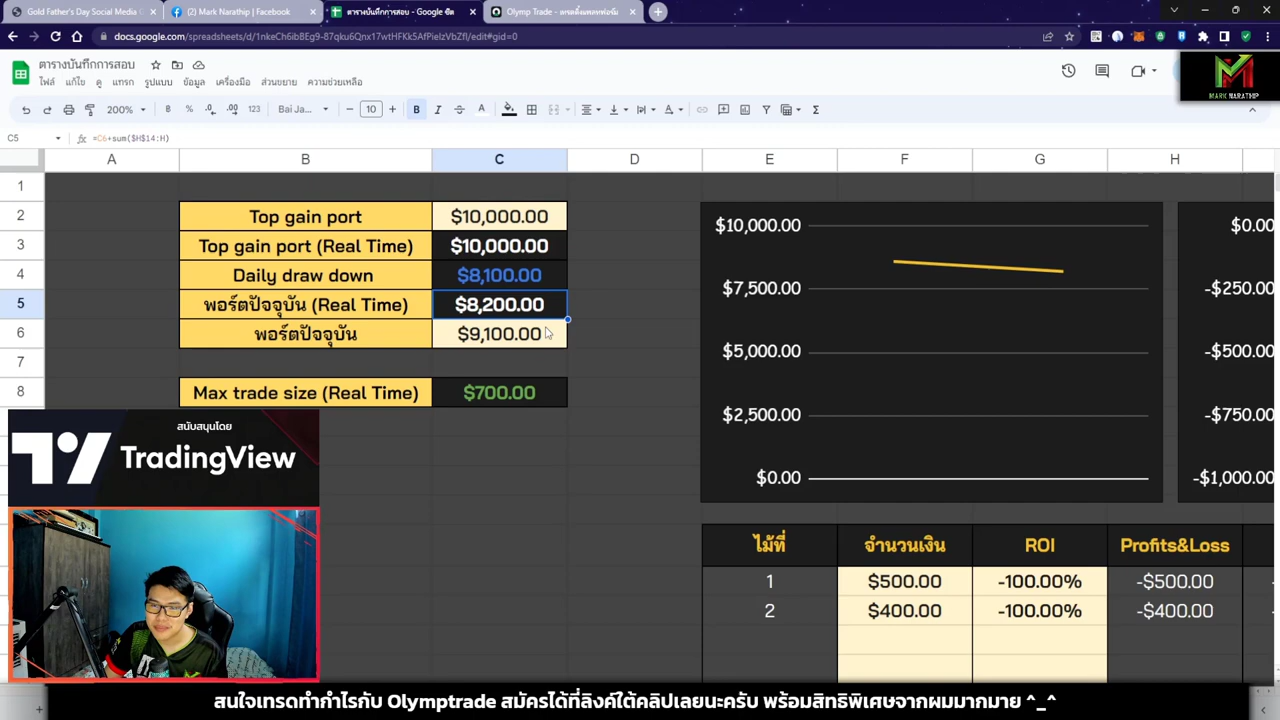 Gold Father's Day Social Media
(2) Mark Narathip | Facebook
ตารางบันทึกการสอบ - Google ชีต
Olymp Trade - เทรดตั้งแต่
docs.google.com/spreadsheets/d/1nkeCh6ibBEg9-87qku6Qnx17wtHFKk5AfPielzVbZfI/edit#gid=0
ตารางบันทึกการสอบ
ไฟล์ แก้ไข ดู แทรก รูปแบบ ข้อมูล เครื่องมือ ส่วนขยาย ความช่วยเหลือ
MARK NARATHIP
200% % 123 Bai Ja... 10 B I A
C5 fx =C6+sum($H$14:H)
A B C D E F G H
1
2 Top gain port $10,000.00
3 Top gain port (Real Time) $10,000.00
4 Daily draw down $8,100.00
5 พอร์ตปัจจุบัน (Real Time) $8,200.00
6 พอร์ตปัจจุบัน $9,100.00
7
8 Max trade size (Real Time) $700.00
$10,000.00
$7,500.00
$5,000.00
$2,500.00
$0.00
$0.00
-$250.00
-$500.00
-$750.00
-$1,000.00
ไม้ที่ จำนวนเงิน ROI Profits&Loss
1 $500.00 -100.00% -$500.00
2 $400.00 -100.00% -$400.00
สนับสนุนโดย
TradingView
สนใจเทรดทำกำไรกับ Olymptrade สมัครได้ที่ลิงค์ใต้คลิปเลยนะครับ พร้อมสิทธิพิเศษจากผมมากมาย ^_^